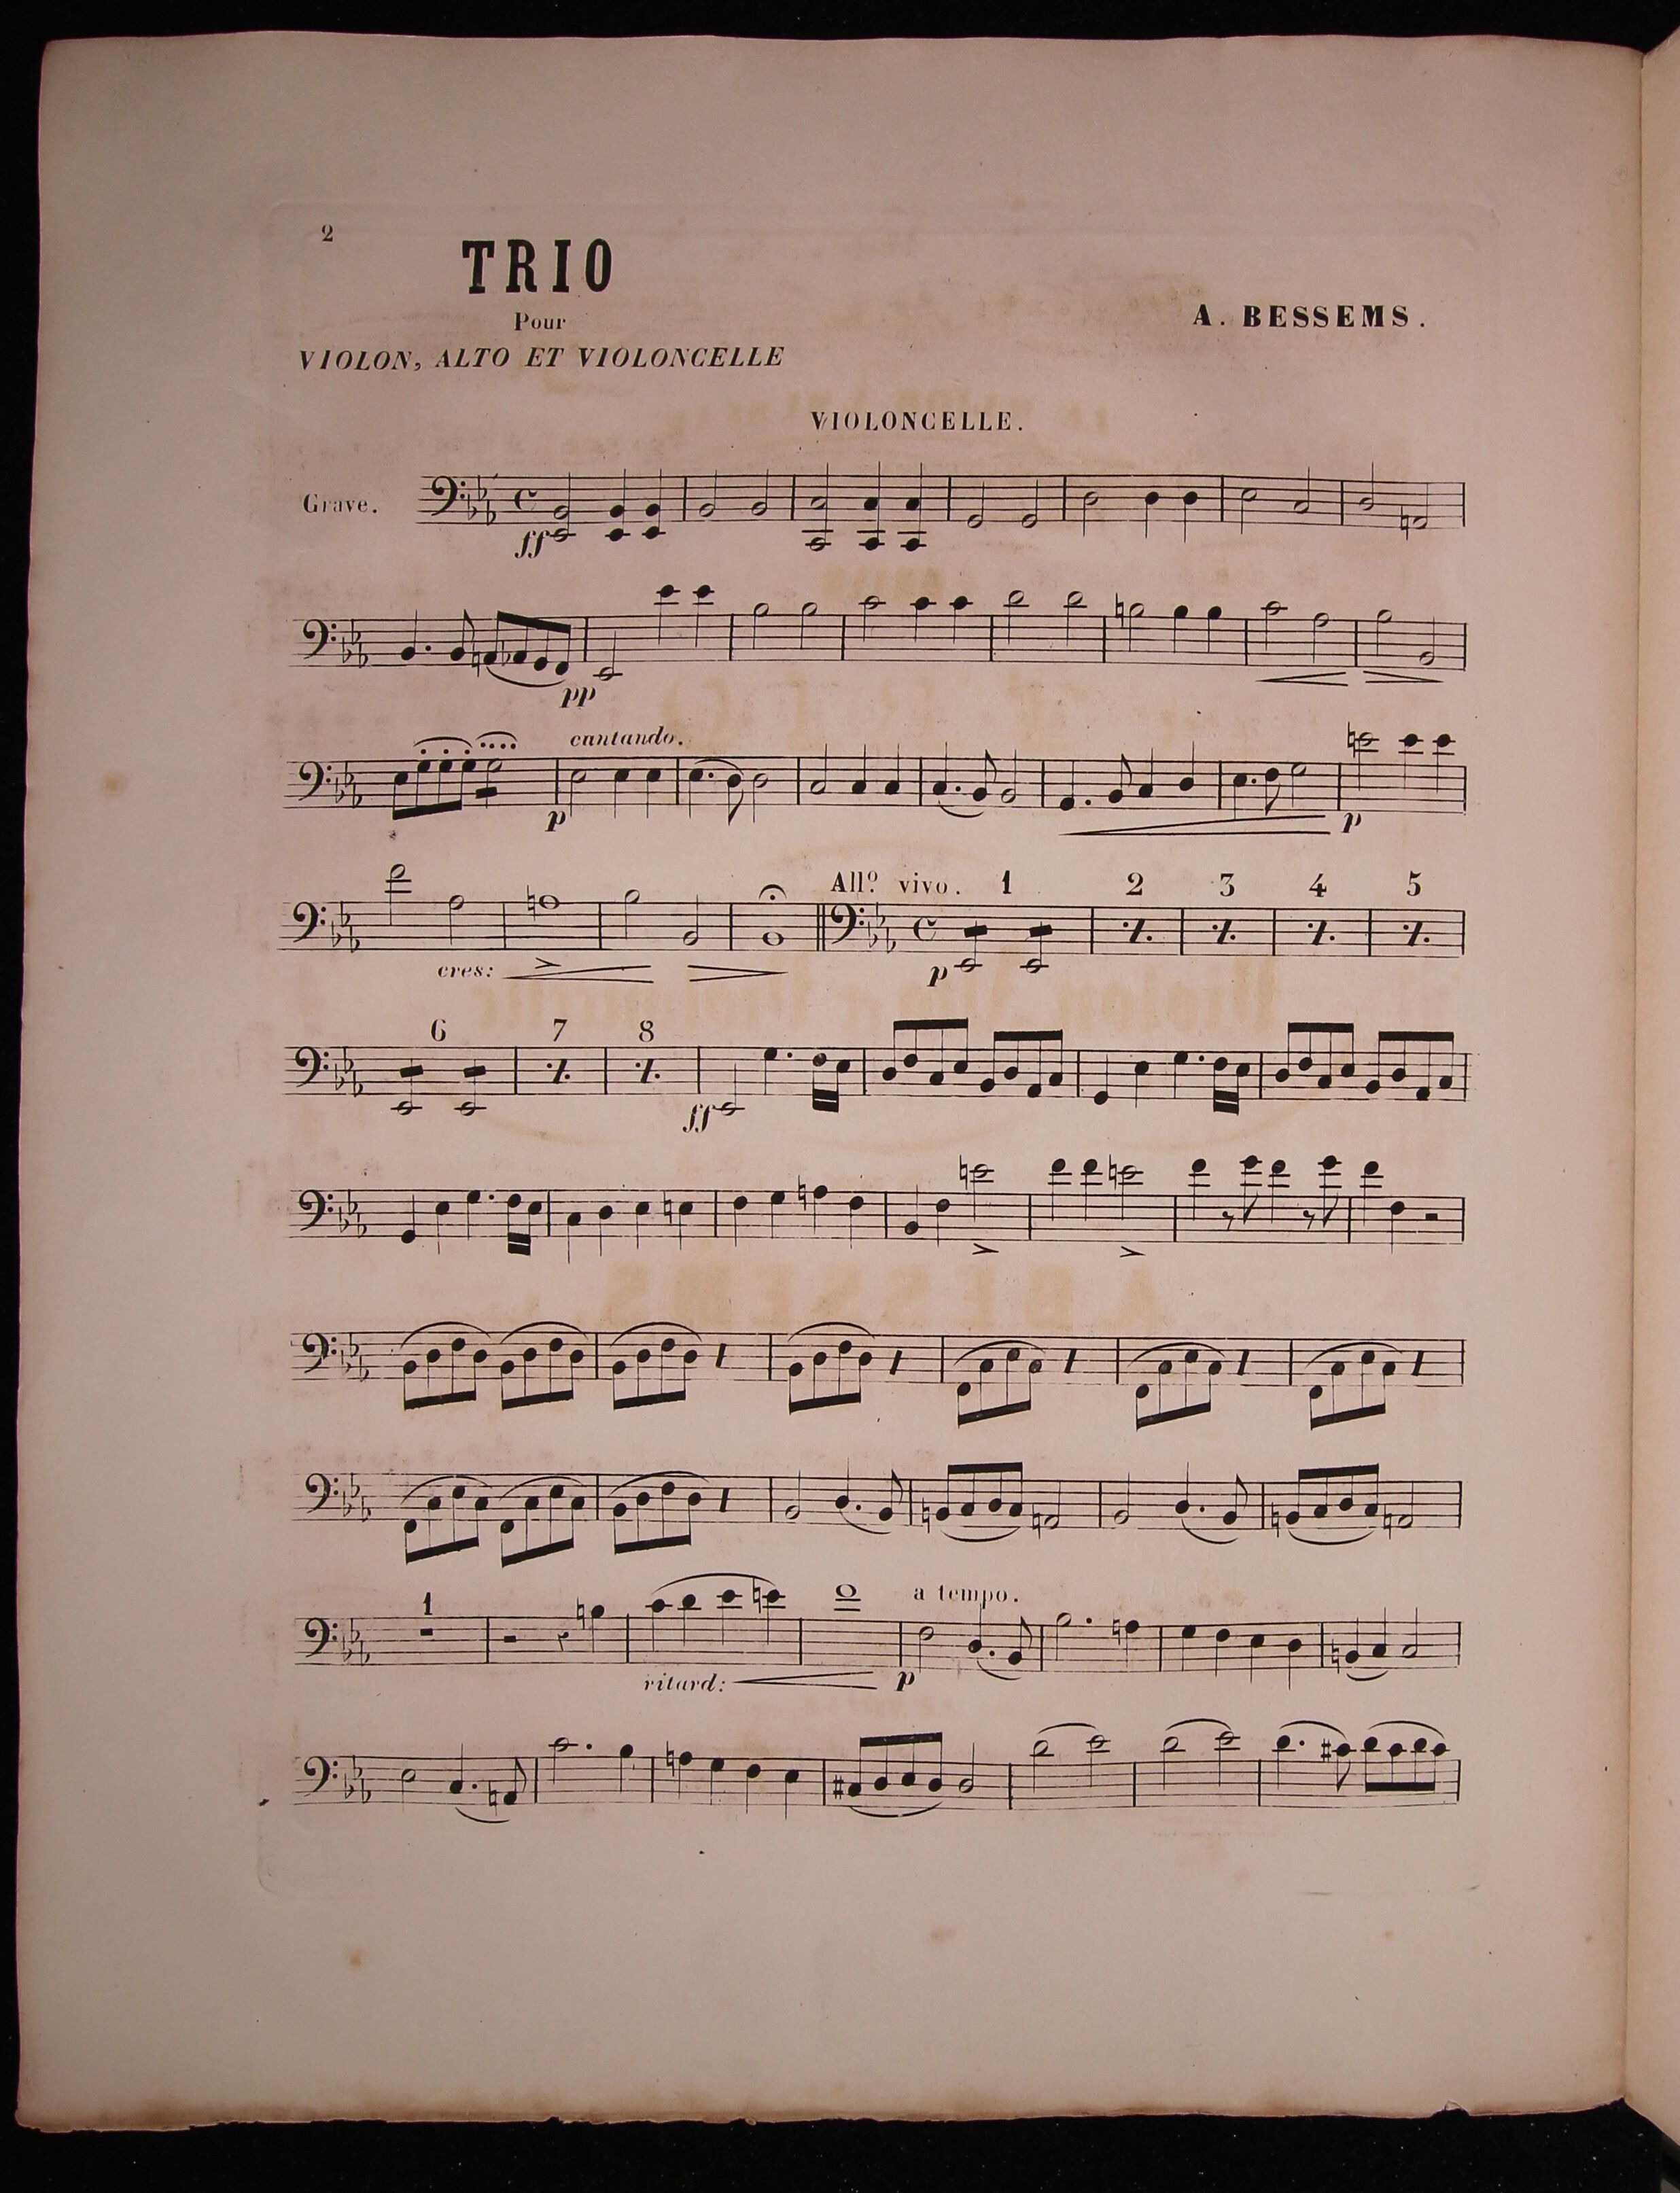 2
TRIO
Pour
VIOLON, ALTO ET VIOLONCELLE
A. BESSEMS.
VIOLONCELLE.
Grave.
ff
pp
cantando.
p
p
All.º vivo. 1 2 3 4 5
cres:
p
6 7 8
ff
1
a tempo.
ritard:
p